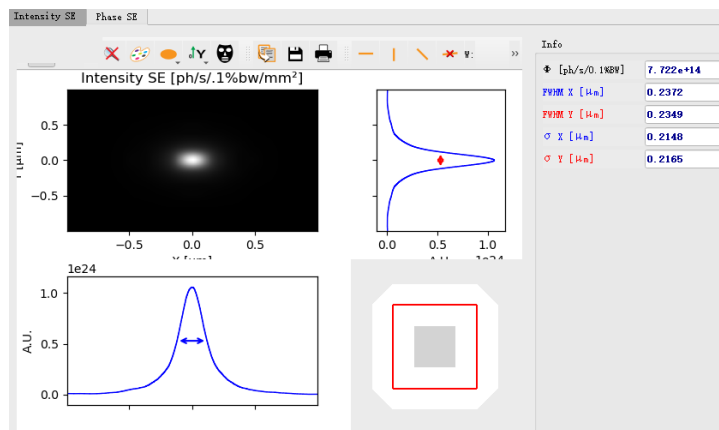 Intensity SE
Phase SE
W:
»
Info
Intensity SE [ph/s/.1%bw/mm²]
Φ [ph/s/0.1%BW] 7.722e+14
FWHM X [μm] 0.2372
FWHM Y [μm] 0.2349
σ X [μm] 0.2148
σ Y [μm] 0.2165
0.5
0.0
−0.5
−0.5 0.0 0.5
0.0 0.5 1.0
1e24
1e24
1.0
0.5
0.0
A.U.